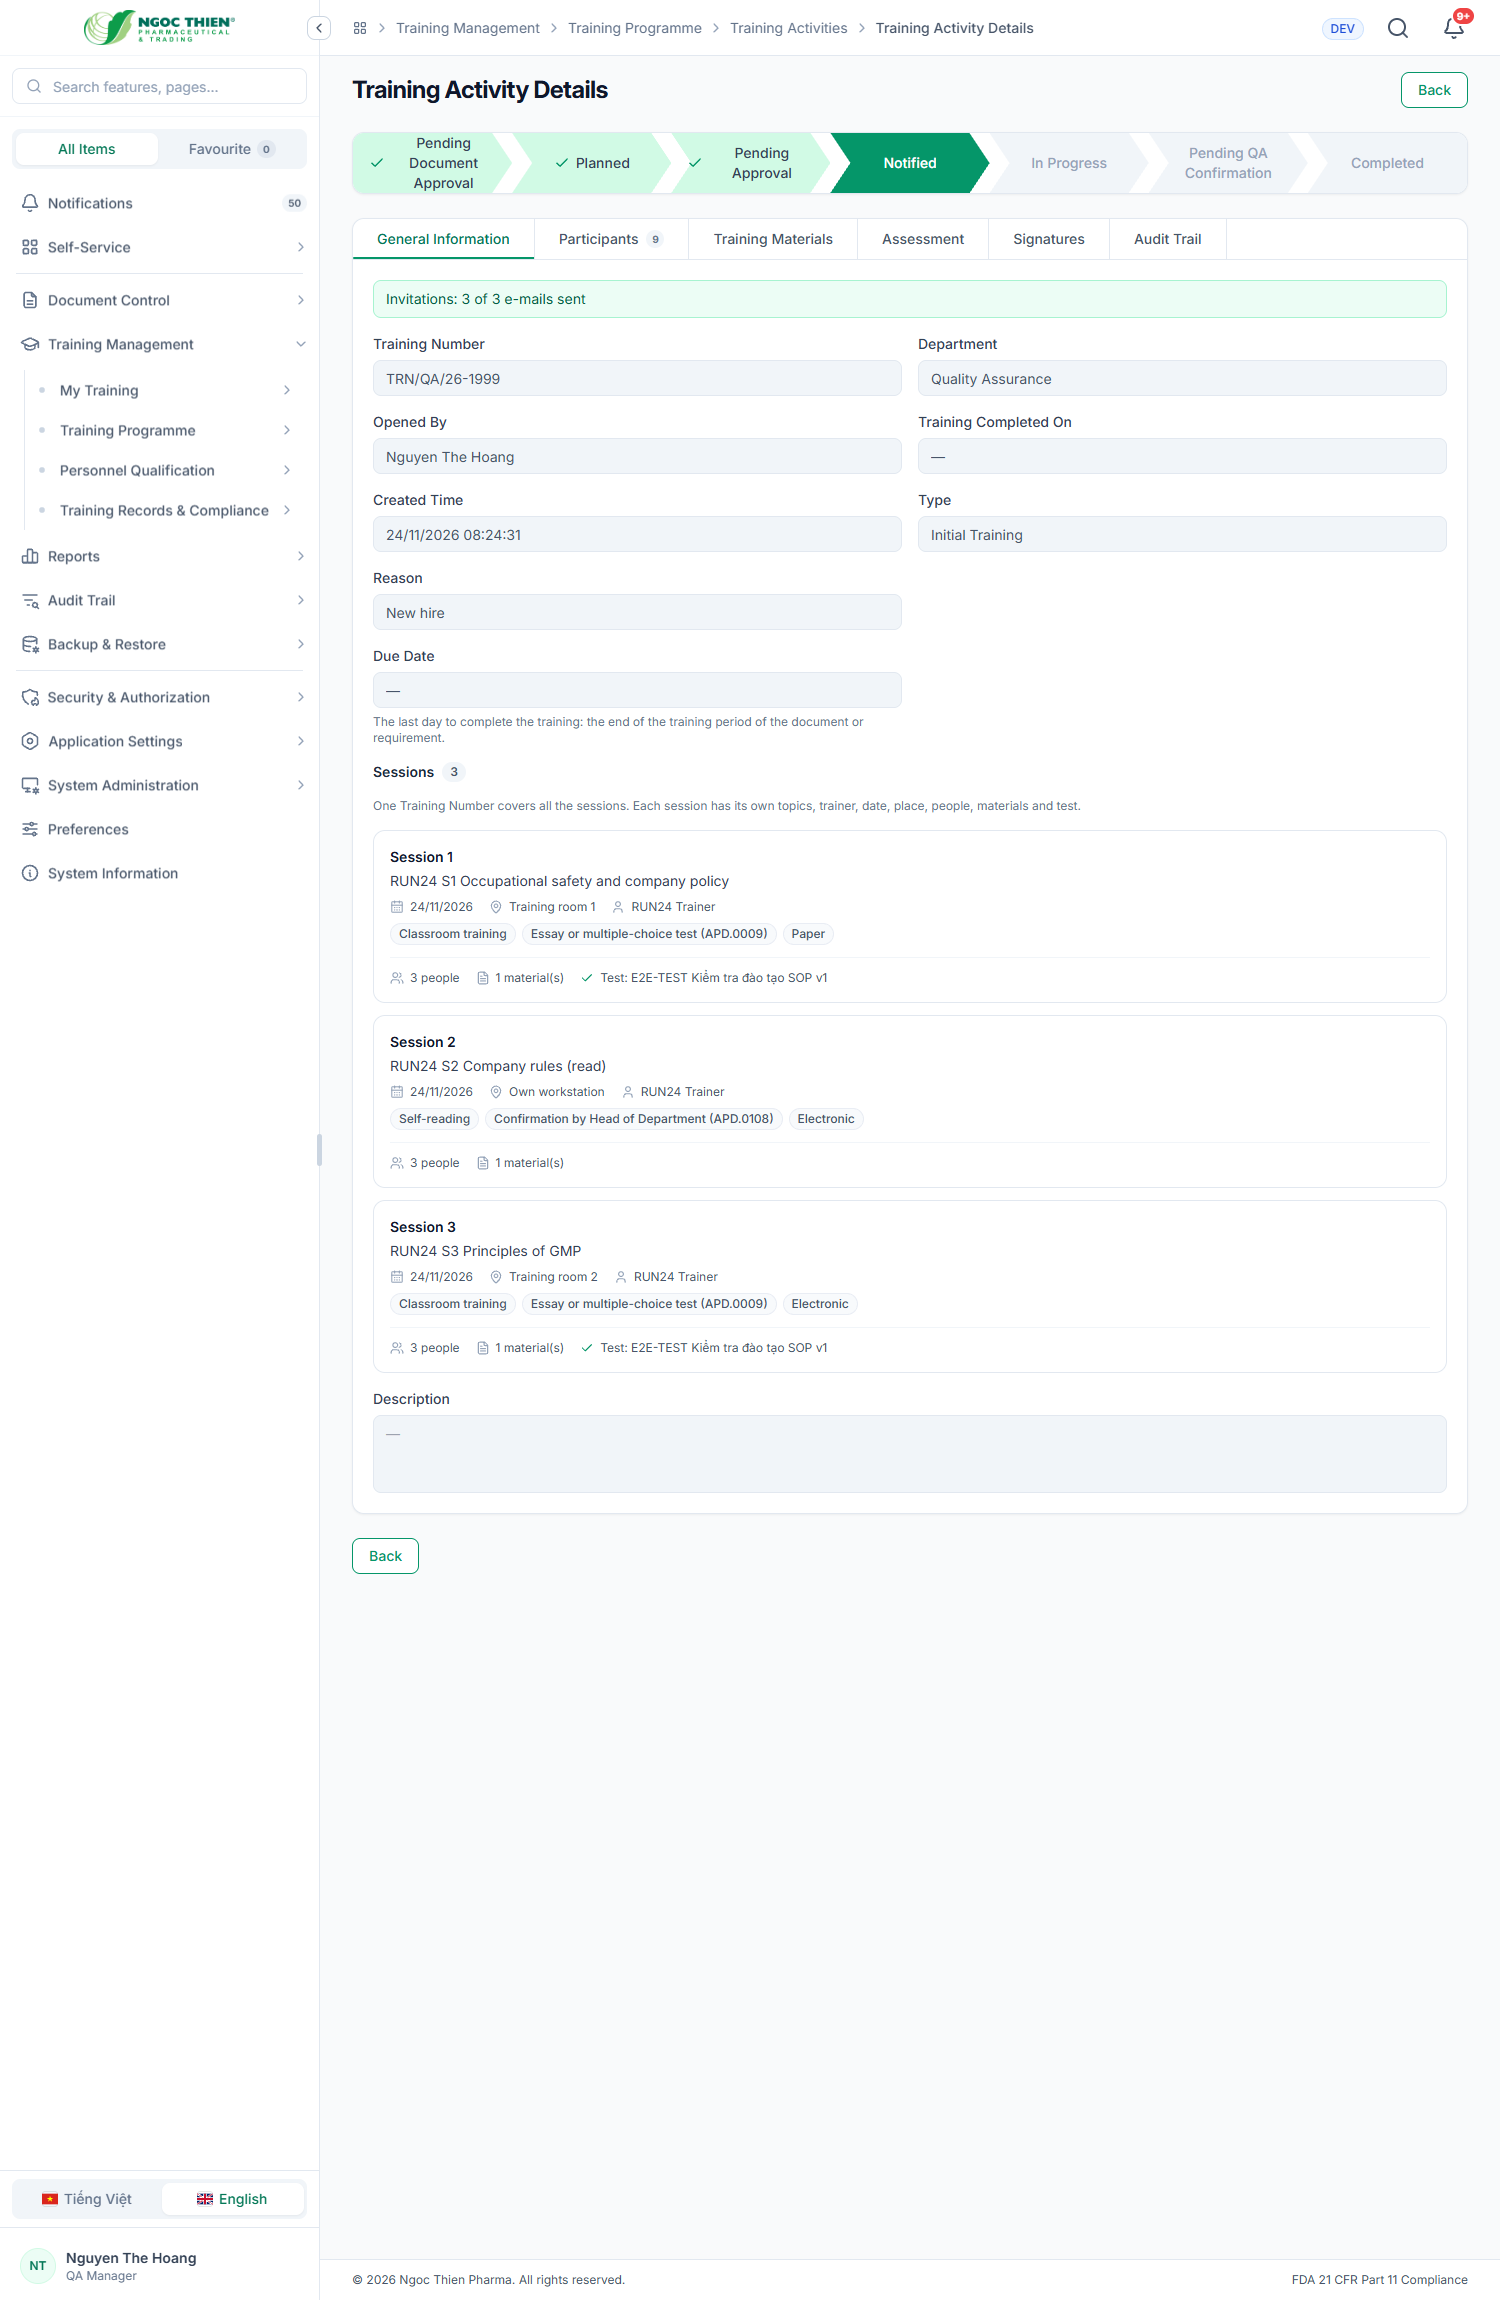 NGOC THIEN®
PHARMACEUTICAL
& TRADING
Training Management
Training Programme
Training Activities
Training Activity Details
DEV
9+
Search features, pages...
Training Activity Details
Back
All Items
Favourite 0
Pending Document Approval
Planned
Pending Approval
Notified
In Progress
Pending QA Confirmation
Completed
Notifications 50
Self-Service
Document Control
Training Management
My Training
Training Programme
Personnel Qualification
Training Records & Compliance
Reports
Audit Trail
Backup & Restore
Security & Authorization
Application Settings
System Administration
Preferences
System Information
General Information
Participants 9
Training Materials
Assessment
Signatures
Audit Trail
Invitations: 3 of 3 e-mails sent
Training Number
TRN/QA/26-1999
Department
Quality Assurance
Opened By
Nguyen The Hoang
Training Completed On
—
Created Time
24/11/2026 08:24:31
Type
Initial Training
Reason
New hire
Due Date
—
The last day to complete the training: the end of the training period of the document or
requirement.
Sessions 3
One Training Number covers all the sessions. Each session has its own topics, trainer, date, place, people, materials and test.
Session 1
RUN24 S1 Occupational safety and company policy
24/11/2026 Training room 1 RUN24 Trainer
Classroom training Essay or multiple-choice test (APD.0009) Paper
3 people 1 material(s) Test: E2E-TEST Kiểm tra đào tạo SOP v1
Session 2
RUN24 S2 Company rules (read)
24/11/2026 Own workstation RUN24 Trainer
Self-reading Confirmation by Head of Department (APD.0108) Electronic
3 people 1 material(s)
Session 3
RUN24 S3 Principles of GMP
24/11/2026 Training room 2 RUN24 Trainer
Classroom training Essay or multiple-choice test (APD.0009) Electronic
3 people 1 material(s) Test: E2E-TEST Kiểm tra đào tạo SOP v1
Description
—
Back
Tiếng Việt
English
NT
Nguyen The Hoang
QA Manager
© 2026 Ngoc Thien Pharma. All rights reserved.
FDA 21 CFR Part 11 Compliance